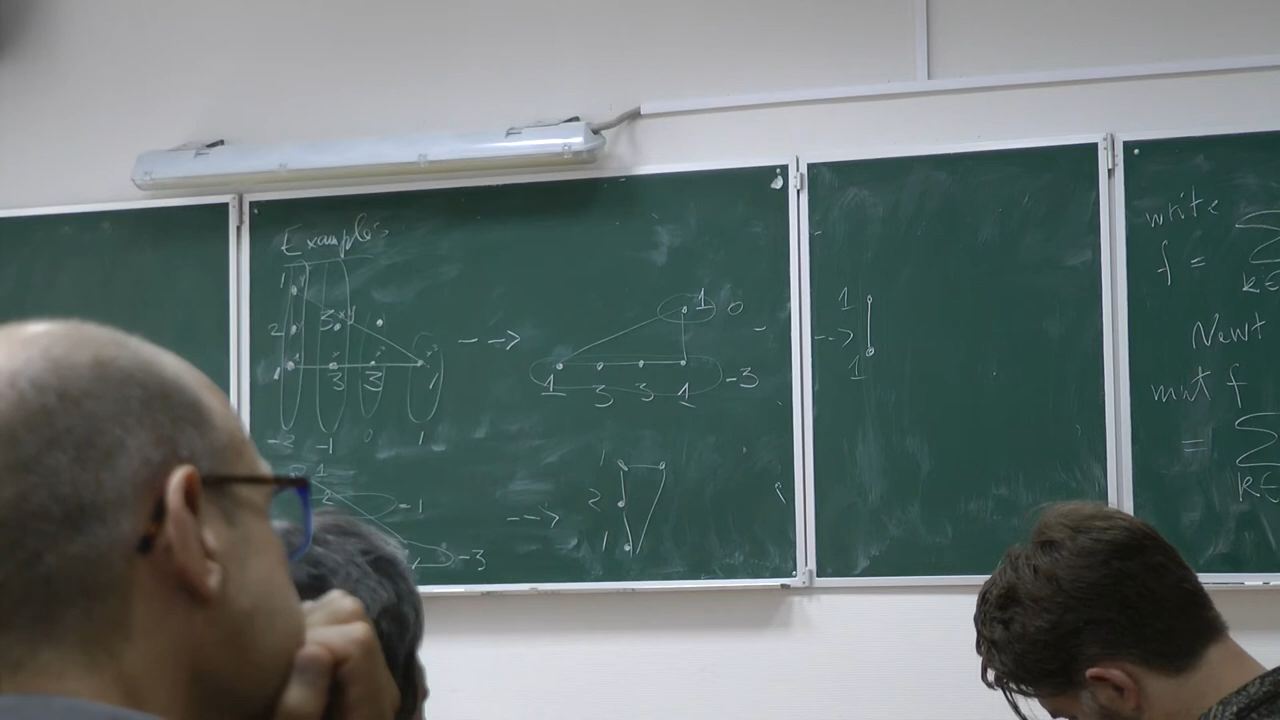 Examples
1
2
3
1
3
3
1
-2 -1 0 1
-->
1
0
1 3 3 1
-3
-->
1
1
1
2
-1
-3
-->
1
2
1
write
f = Σ
k∈
Newt
mut f
= Σ
k∈